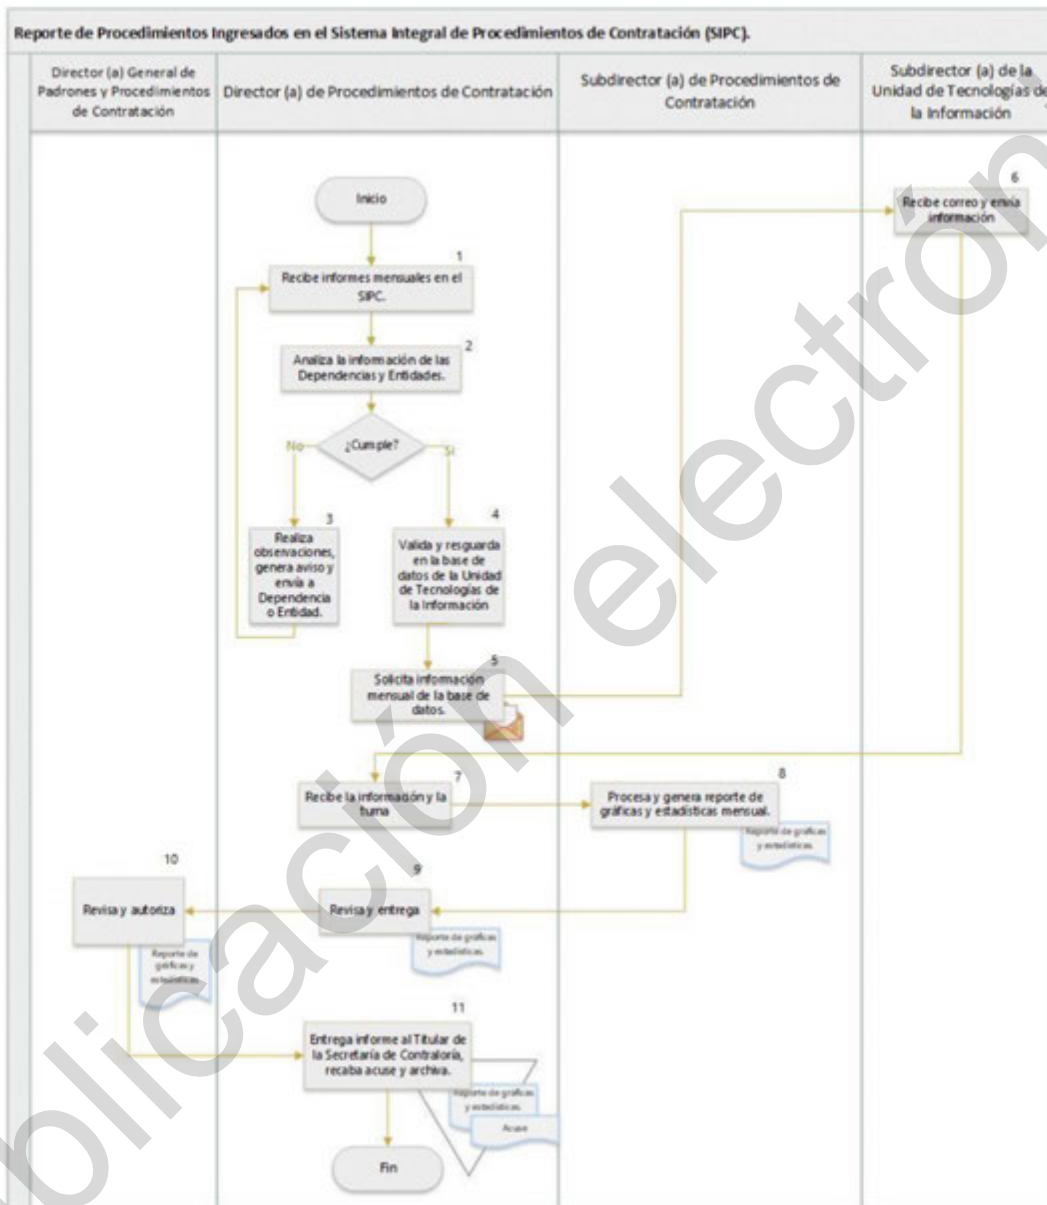 Reporte de Procedimientos Ingresados en el Sistema Integral de Procedimientos de Contratación (SIPC).
Director (a) General de
Padrones y Procedimientos
de Contratación
Director (a) de Procedimientos de Contratación
Subdirector (a) de Procedimientos de
Contratación
Subdirector (a) de la
Unidad de Tecnologías de
la Información
Inicio
6
Recibe correo y envía
información
1
Recibe informes mensuales en el
SIPC.
2
Analiza la información de las
Dependencias y Entidades.
¿Cumple?
No
Si
3
Realiza
observaciones,
genera aviso y
envía a
Dependencia
o Entidad.
4
Valida y resguarda
en la base de
datos de la Unidad
de Tecnologías de
la Información
5
Solicita información
mensual de la base de
datos.
7
Recibe la información y la
turna
8
Procesa y genera reporte de
gráficas y estadísticas mensual.
Reporte de gráficas
y estadísticas.
9
Revisa y entrega
Reporte de gráficas
y estadísticas.
10
Revisa y autoriza
Reporte de
gráficas y
estadísticas
11
Entrega informe al Titular de
la Secretaría de Contraloría,
recaba acuse y archiva.
Reporte de gráficas
y estadísticas.
Acuse
Fin
blicación electrón